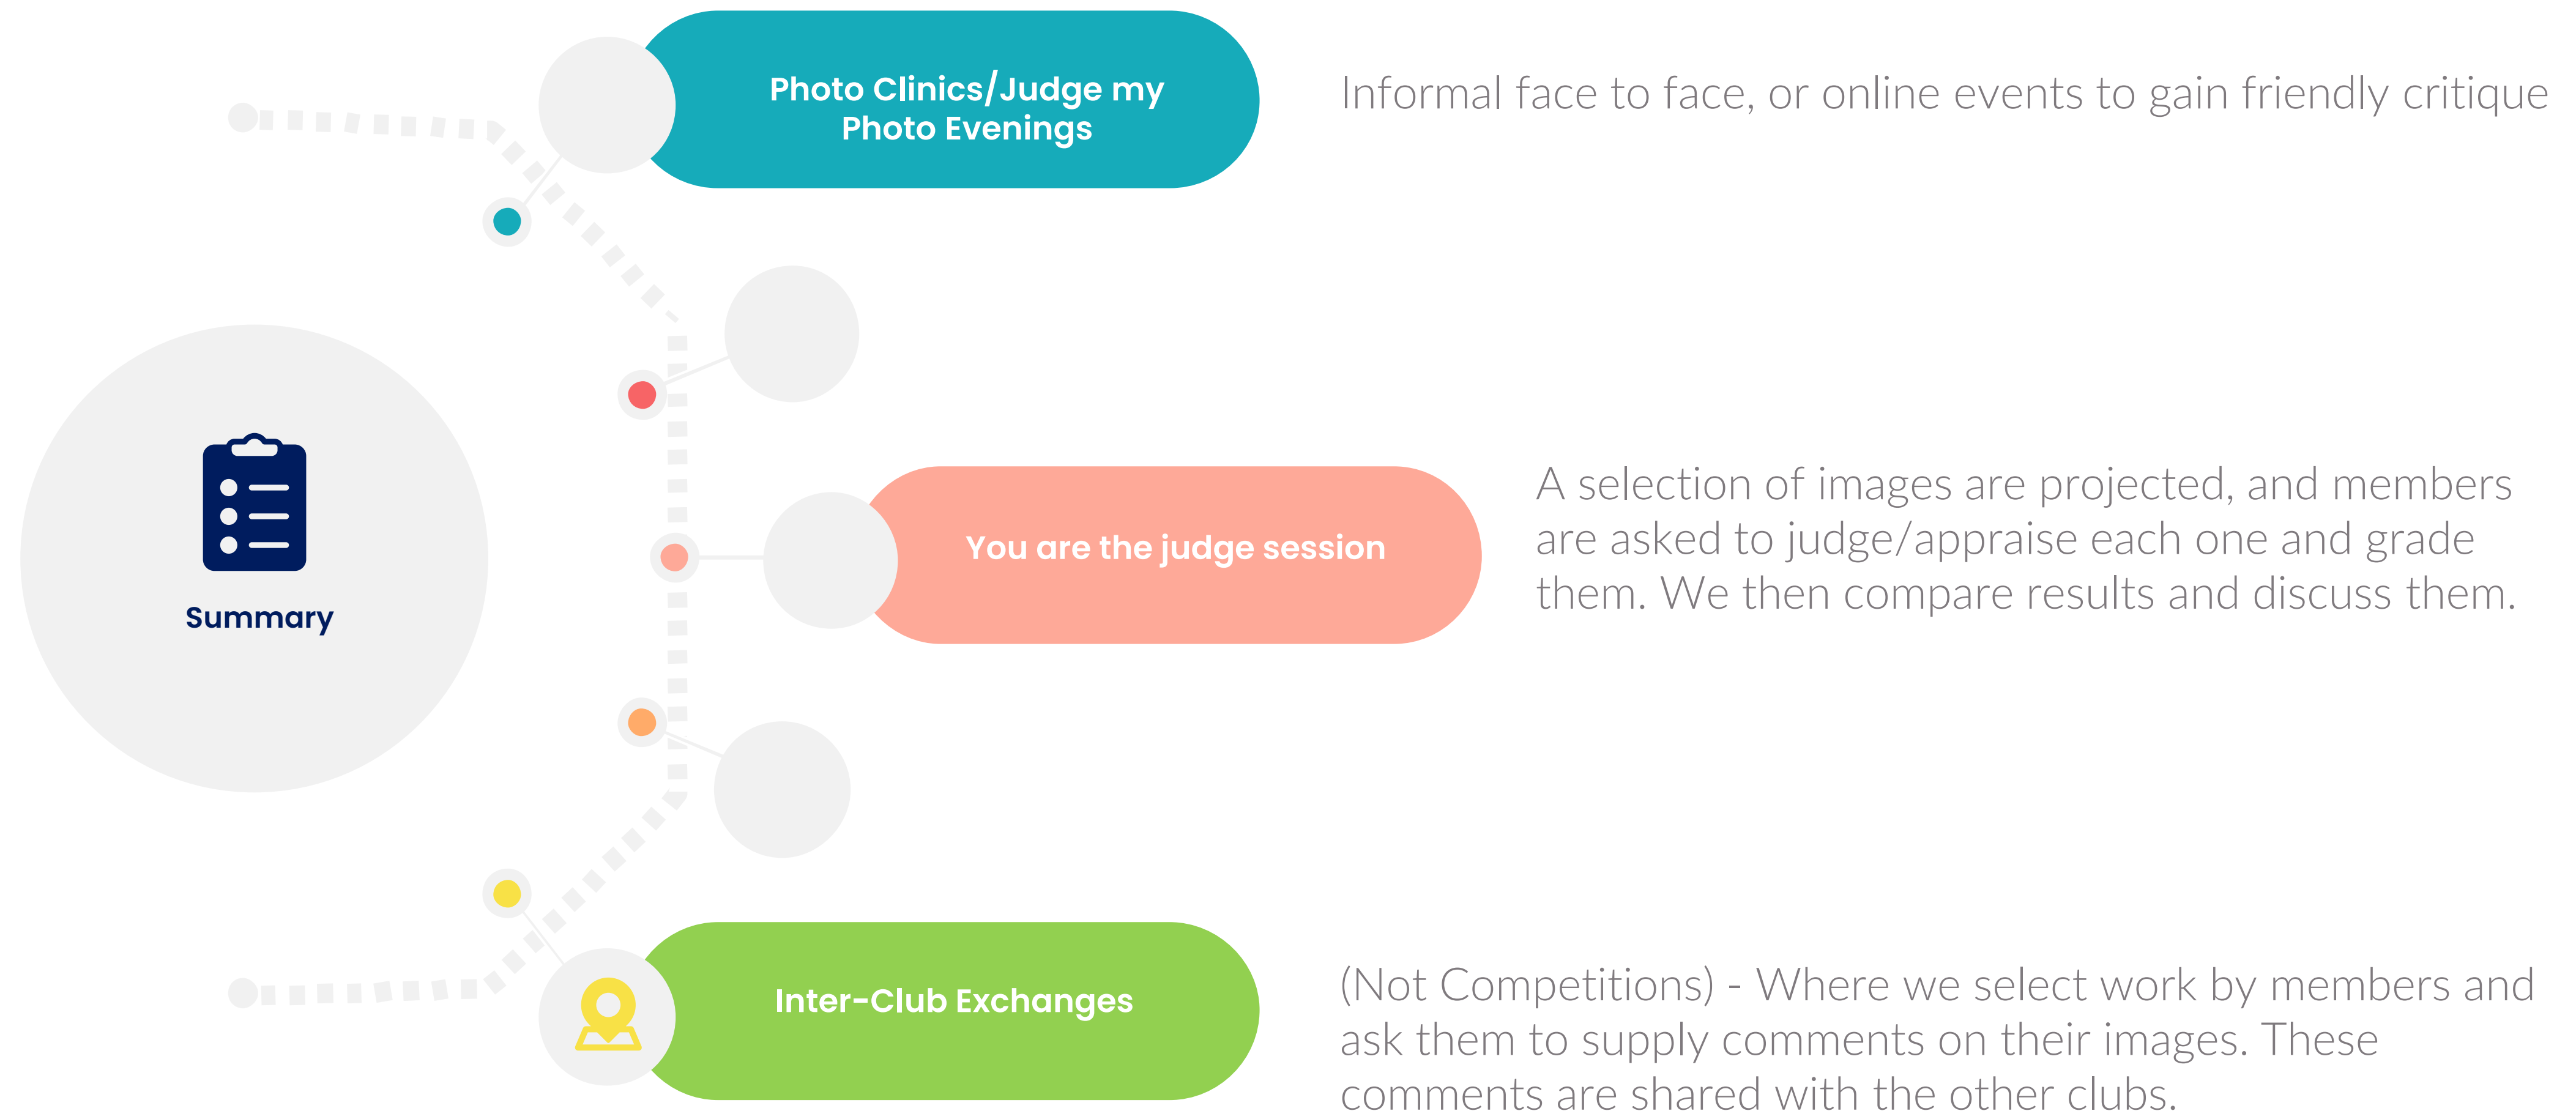 Photo Clinics/Judge my
Photo Evenings
Informal face to face, or online events to gain friendly critique
Summary
You are the judge session
A selection of images are projected, and members
are asked to judge/appraise each one and grade
them. We then compare results and discuss them.
Inter-Club Exchanges
(Not Competitions) - Where we select work by members and
ask them to supply comments on their images. These
comments are shared with the other clubs.